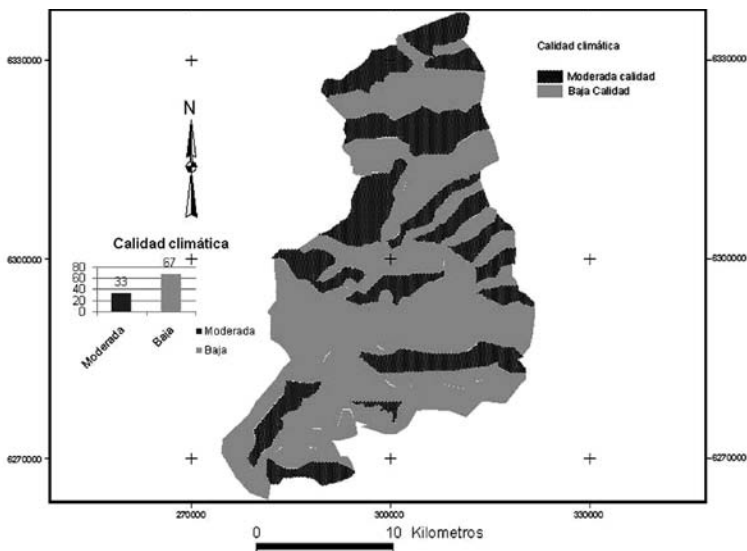 6330000
6330000
Calidad climática
Moderada calidad
Baja Calidad
N
Calidad climática
80
60
40
20
0
33
67
Moderada
Baja
Moderada
Baja
6300000
6300000
6270000
6270000
270000
300000
330000
0
10 Kilometros